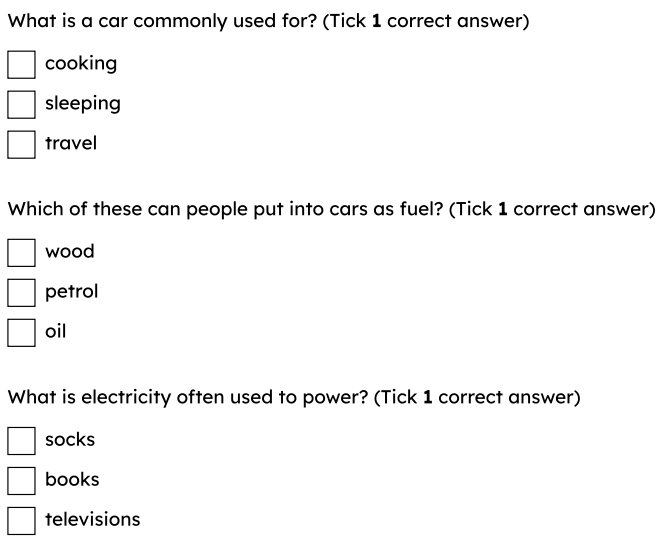 What is a car commonly used for? (Tick 1 correct answer)
cooking
sleeping
travel
Which of these can people put into cars as fuel? (Tick 1 correct answer)
wood
petrol
oil
What is electricity often used to power? (Tick 1 correct answer)
socks
books
televisions